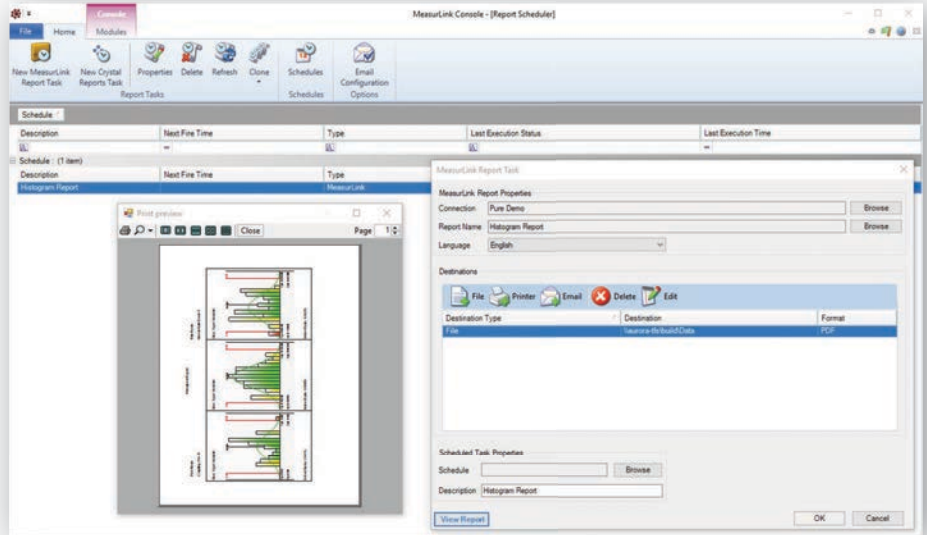 Console
MeasurLink Console - [Report Scheduler]
File Home Modules
New MeasurLink Report Task
New Crystal Reports Task
Properties Delete Refresh Clone Schedules
Email Configuration
Report Tasks Schedules Options
Schedule
Description Next Fire Time Type Last Execution Status Last Execution Time
Schedule : (1 item)
Description Next Fire Time Type
Histogram Report MeasurLink
Print preview
Close Page 1
MeasurLink Report Task
MeasurLink Report Properties
Connection Pure Demo Browse
Report Name Histogram Report Browse
Language English
Destinations
File Printer Email Delete Edit
Destination Type Destination Format
File PDF
Scheduled Task Properties
Schedule Browse
Description Histogram Report
View Report OK Cancel